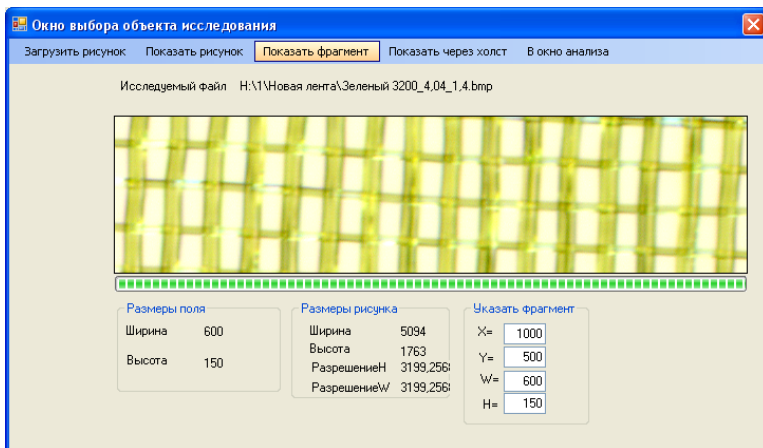 Окно выбора объекта исследования
Загрузить рисунок Показать рисунок Показать фрагмент Показать через холст В окно анализа
Исследуемый файл H:\1\Новая лента\Зеленый 3200_4,04_1,4.bmp
Размеры поля
Ширина 600
Высота 150
Размеры рисунка
Ширина 5094
Высота 1763
РазрешениеH 3199,256
РазрешениеW 3199,256
Указать фрагмент
X= 1000
Y= 500
W= 600
H= 150